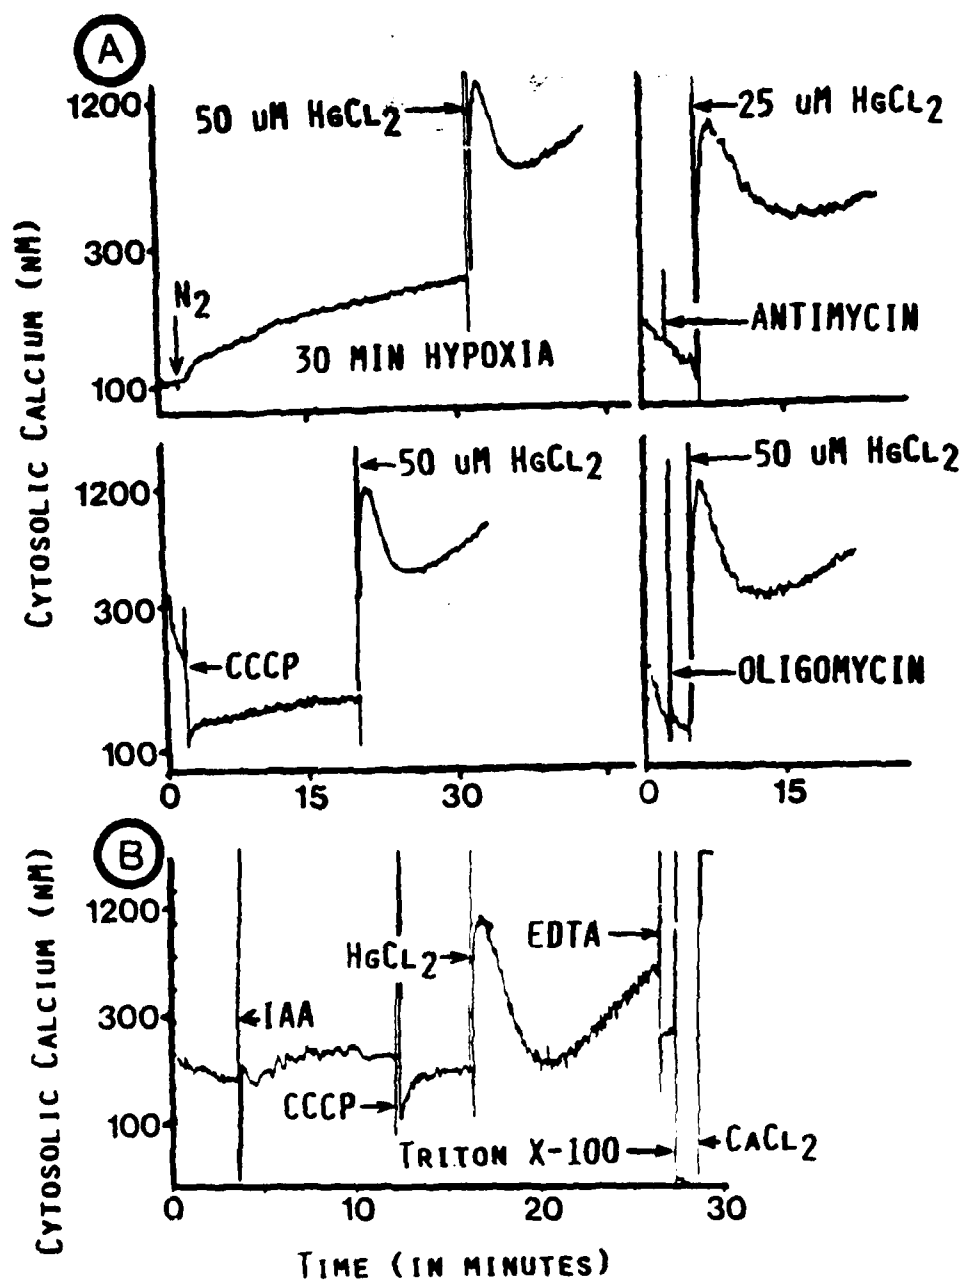 A
CYTOSOLIC CALCIUM (NM)
1200
300
100
50 UM HGCL2
N2
30 MIN HYPOXIA
25 UM HGCL2
ANTIMYCIN
1200
300
100
50 UM HGCL2
CCCP
0 15 30
50 UM HGCL2
OLIGOMYCIN
0 15
B
CYTOSOLIC CALCIUM (NM)
1200
300
100
IAA
HGCL2
EDTA
CCCP
TRITON X-100
CACL2
0 10 20 30
TIME (IN MINUTES)